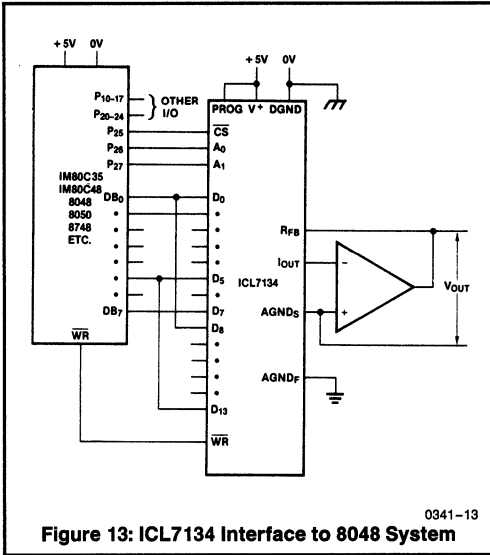 +5V 0V
+5V 0V
P10-17
P20-24
OTHER
I/O
P25
P26
P27
IM80C35
IM80C48
8048
8050
8748
ETC.
DB0
DB7
WR
PROG V+ DGND
CS
A0
A1
D0
D5
D7
D8
D13
WR
ICL7134
RFB
IOUT
AGNDS
AGNDF
-
+
VOUT
0341-13
Figure 13: ICL7134 Interface to 8048 System